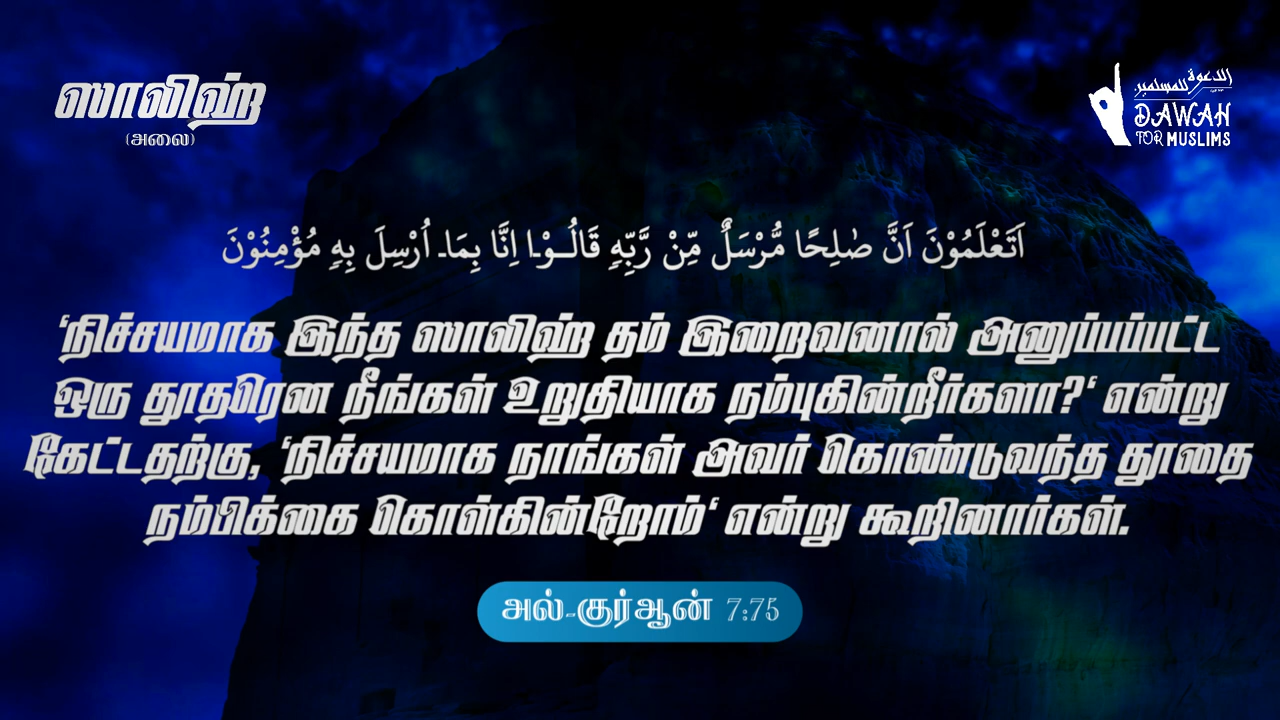 ஸாலிஹ்
(அலை)
الدعوة للمسلمين
DAWAH
FOR MUSLIMS
اَتَعْلَمُوْنَ اَنَّ صٰلِحًا مُّرْسَلٌ مِّنْ رَّبِّهٖ قَالُـوْۤا اِنَّا بِمَاۤ اُرْسِلَ بِهٖ مُؤْمِنُوْنَ
‘நிச்சயமாக இந்த ஸாலிஹ் தம் இறைவனால் அனுப்பப்பட்ட
ஒரு தூதரென நீங்கள் உறுதியாக நம்புகின்றீர்களா?‘ என்று
கேட்டதற்கு, ‘நிச்சயமாக நாங்கள் அவர் கொண்டுவந்த தூதை
நம்பிக்கை கொள்கின்றோம்‘ என்று கூறினார்கள்.
அல்-குர்ஆன் 7:75